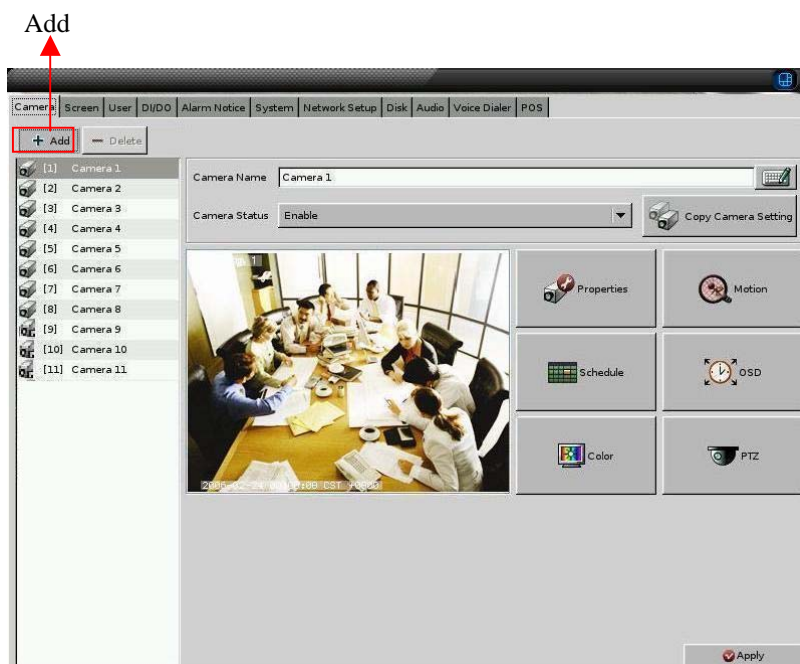 Add
Camera Screen User DI/DO Alarm Notice System Network Setup Disk Audio Voice Dialer POS
+ Add − Delete
[1] Camera 1
[2] Camera 2
[3] Camera 3
[4] Camera 4
[5] Camera 5
[6] Camera 6
[7] Camera 7
[8] Camera 8
[9] Camera 9
[10] Camera 10
[11] Camera 11
Camera Name Camera 1
Camera Status Enable
Copy Camera Setting
1
Properties Motion
Schedule OSD
Color PTZ
CST
Apply